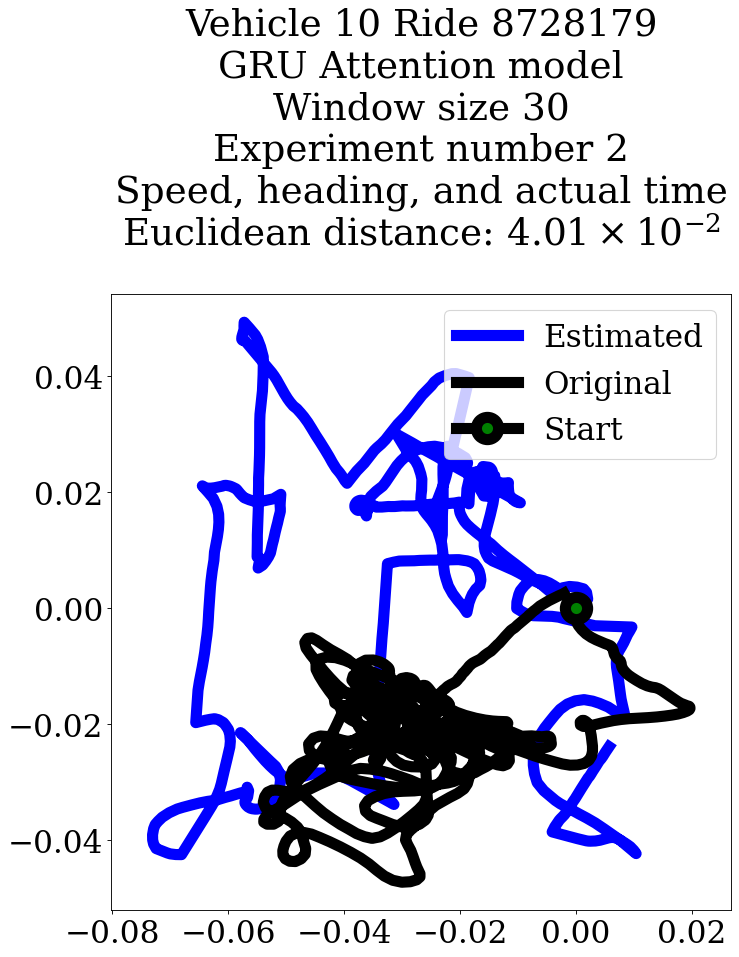 Vehicle 10 Ride 8728179
GRU Attention model
Window size 30
Experiment number 2
Speed, heading, and actual time
Euclidean distance: 4.01 × 10⁻²
Estimated
Original
Start
0.04
0.02
0.00
−0.02
−0.04
−0.08 −0.06 −0.04 −0.02 0.00 0.02